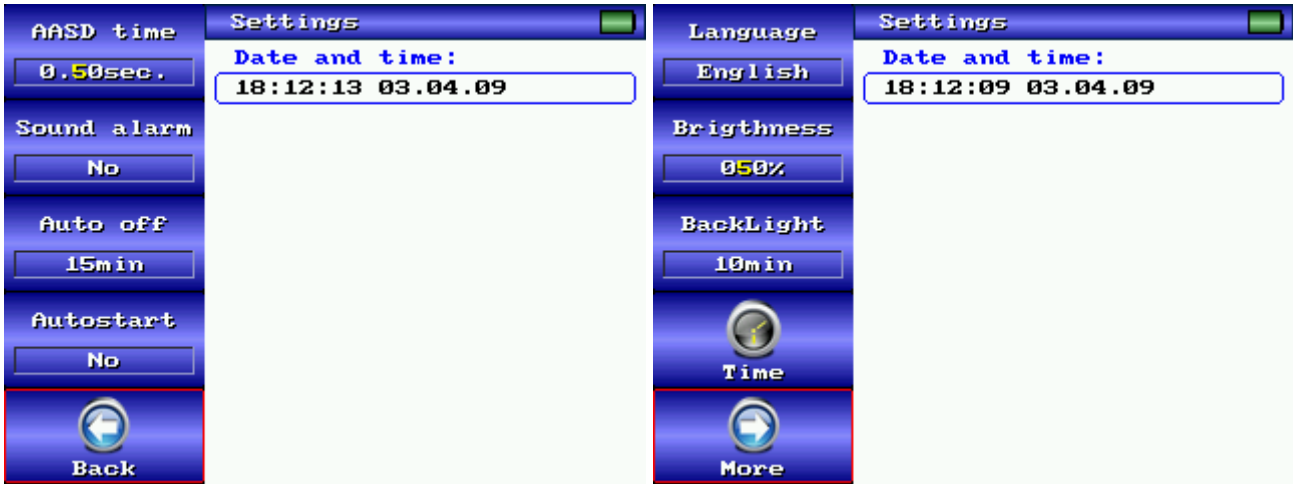 AASD time
0.50sec.
Sound alarm
No
Auto off
15min
Autostart
No
Back
Settings
Date and time:
18:12:13 03.04.09
Language
English
Brigthness
050%
BackLight
10min
Time
More
Settings
Date and time:
18:12:09 03.04.09